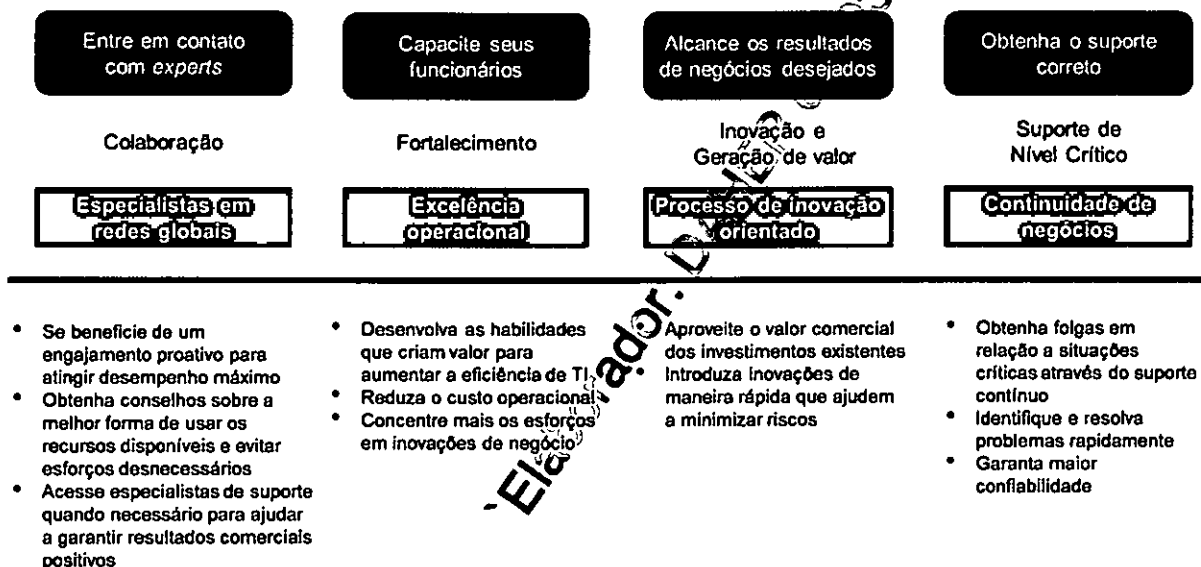 Entre em contato
com experts
Colaboração
Especialistas em
redes globais
• Se beneficie de um
engajamento proativo para
atingir desempenho máximo
• Obtenha conselhos sobre a
melhor forma de usar os
recursos disponíveis e evitar
esforços desnecessários
• Acesse especialistas de suporte
quando necessário para ajudar
a garantir resultados comerciais
positivos
Capacite seus
funcionários
Fortalecimento
Excelência
operacional
• Desenvolva as habilidades
que criam valor para
aumentar a eficiência de TI
• Reduza o custo operacional
• Concentre mais os esforços
em inovações de negócio
Alcance os resultados
de negócios desejados
Inovação e
Geração de valor
Processo de inovação
orientado
Aproveite o valor comercial
dos investimentos existentes
Introduza inovações de
maneira rápida que ajudem
a minimizar riscos
Obtenha o suporte
correto
Suporte de
Nível Crítico
Continuidade de
negócios
• Obtenha folgas em
relação a situações
críticas através do suporte
contínuo
• Identifique e resolva
problemas rapidamente
• Garanta maior
confiabilidade
Elaborador: